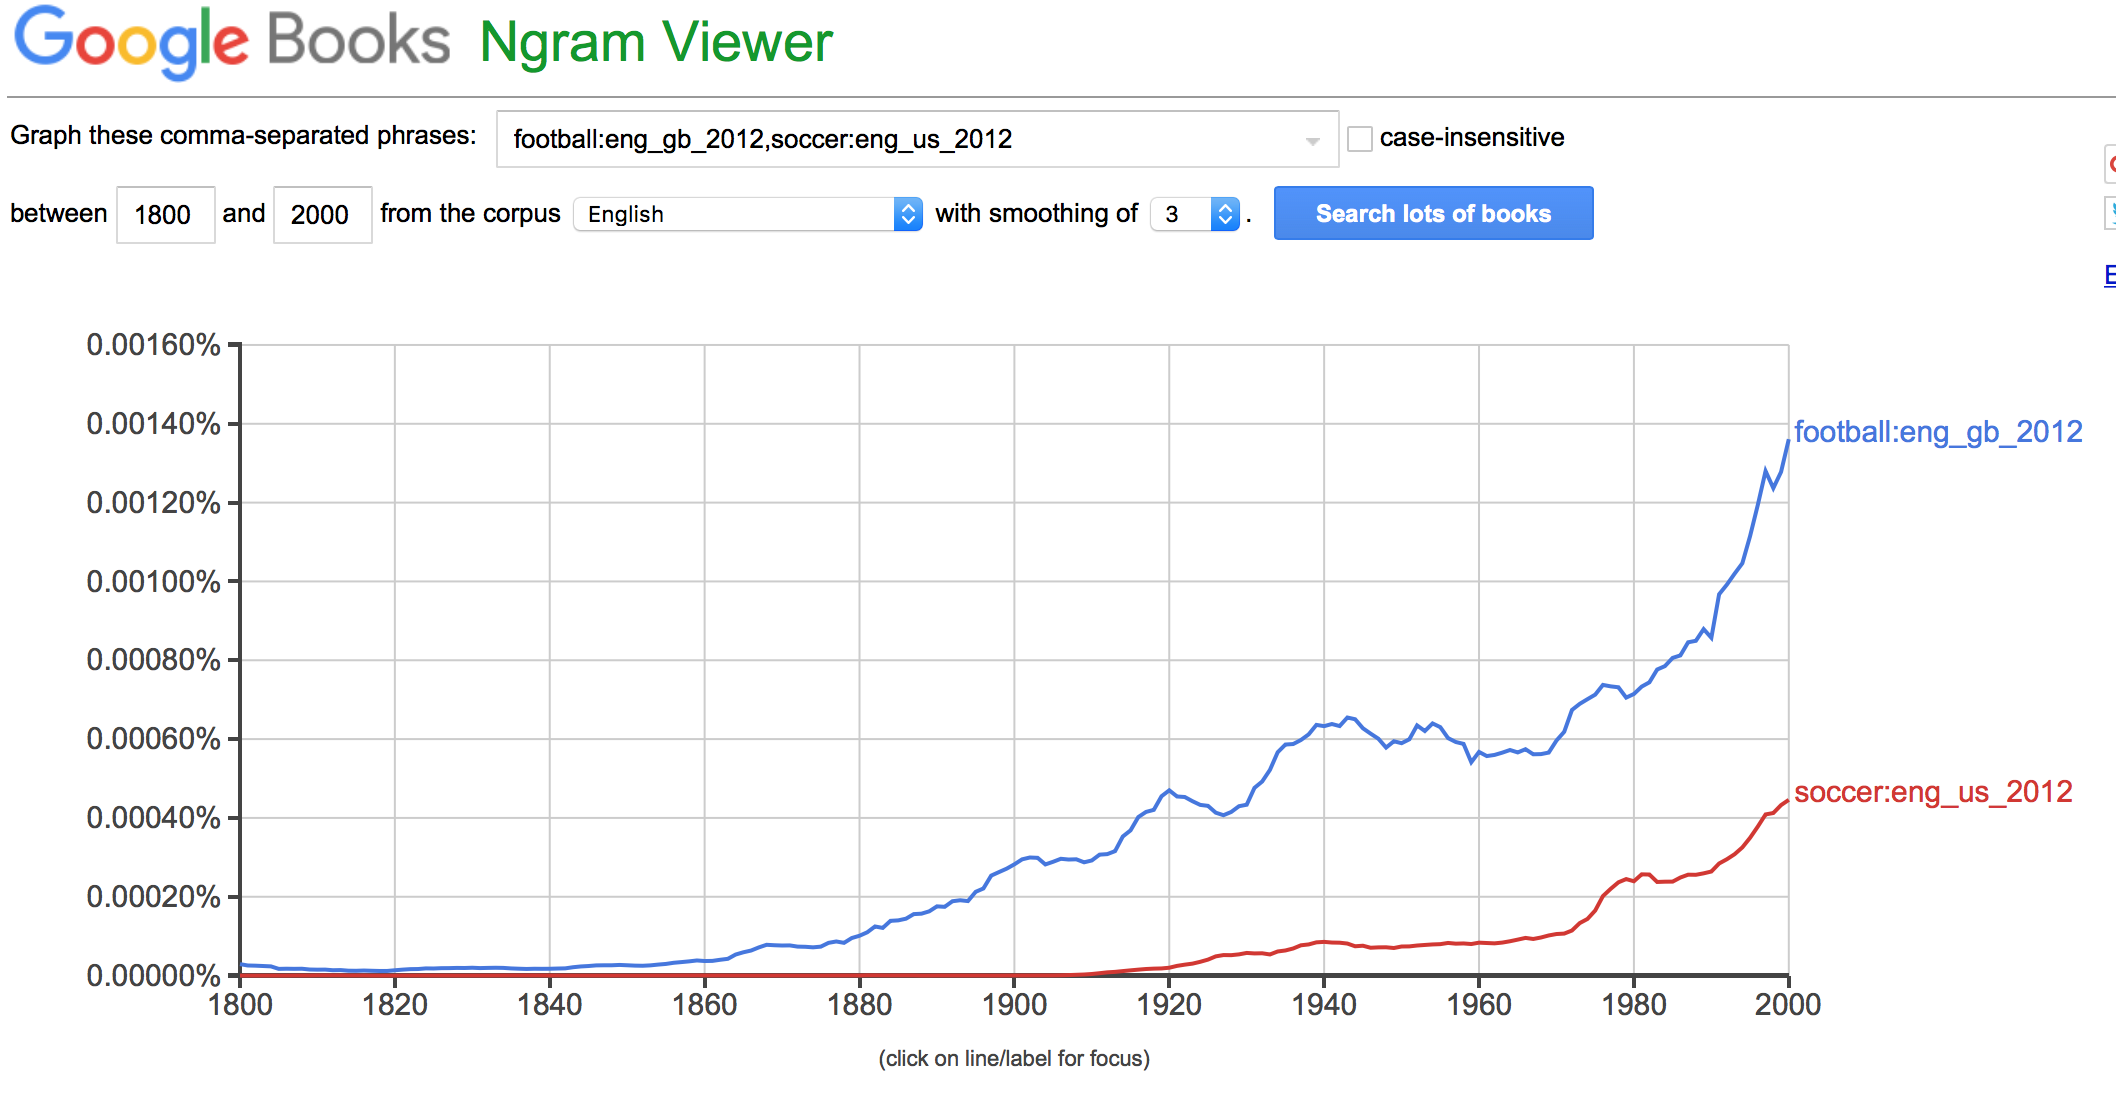 Google Books Ngram Viewer
Graph these comma-separated phrases: football:eng_gb_2012,soccer:eng_us_2012 case-insensitive
between 1800 and 2000 from the corpus English with smoothing of 3 . Search lots of books
0.00160%
0.00140%
football:eng_gb_2012
0.00120%
0.00100%
0.00080%
0.00060%
soccer:eng_us_2012
0.00040%
0.00020%
0.00000%
1800 1820 1840 1860 1880 1900 1920 1940 1960 1980 2000
(click on line/label for focus)